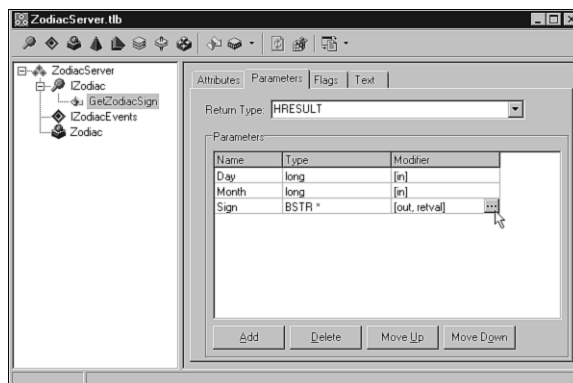 ZodiacServer.tlb
ZodiacServer
IZodiac
GetZodiacSign
IZodiacEvents
Zodiac
Attributes Parameters Flags Text
Return Type: HRESULT
Parameters
Name Type Modifier
Day long [in]
Month long [in]
Sign BSTR * [out, retval] ...
Add Delete Move Up Move Down